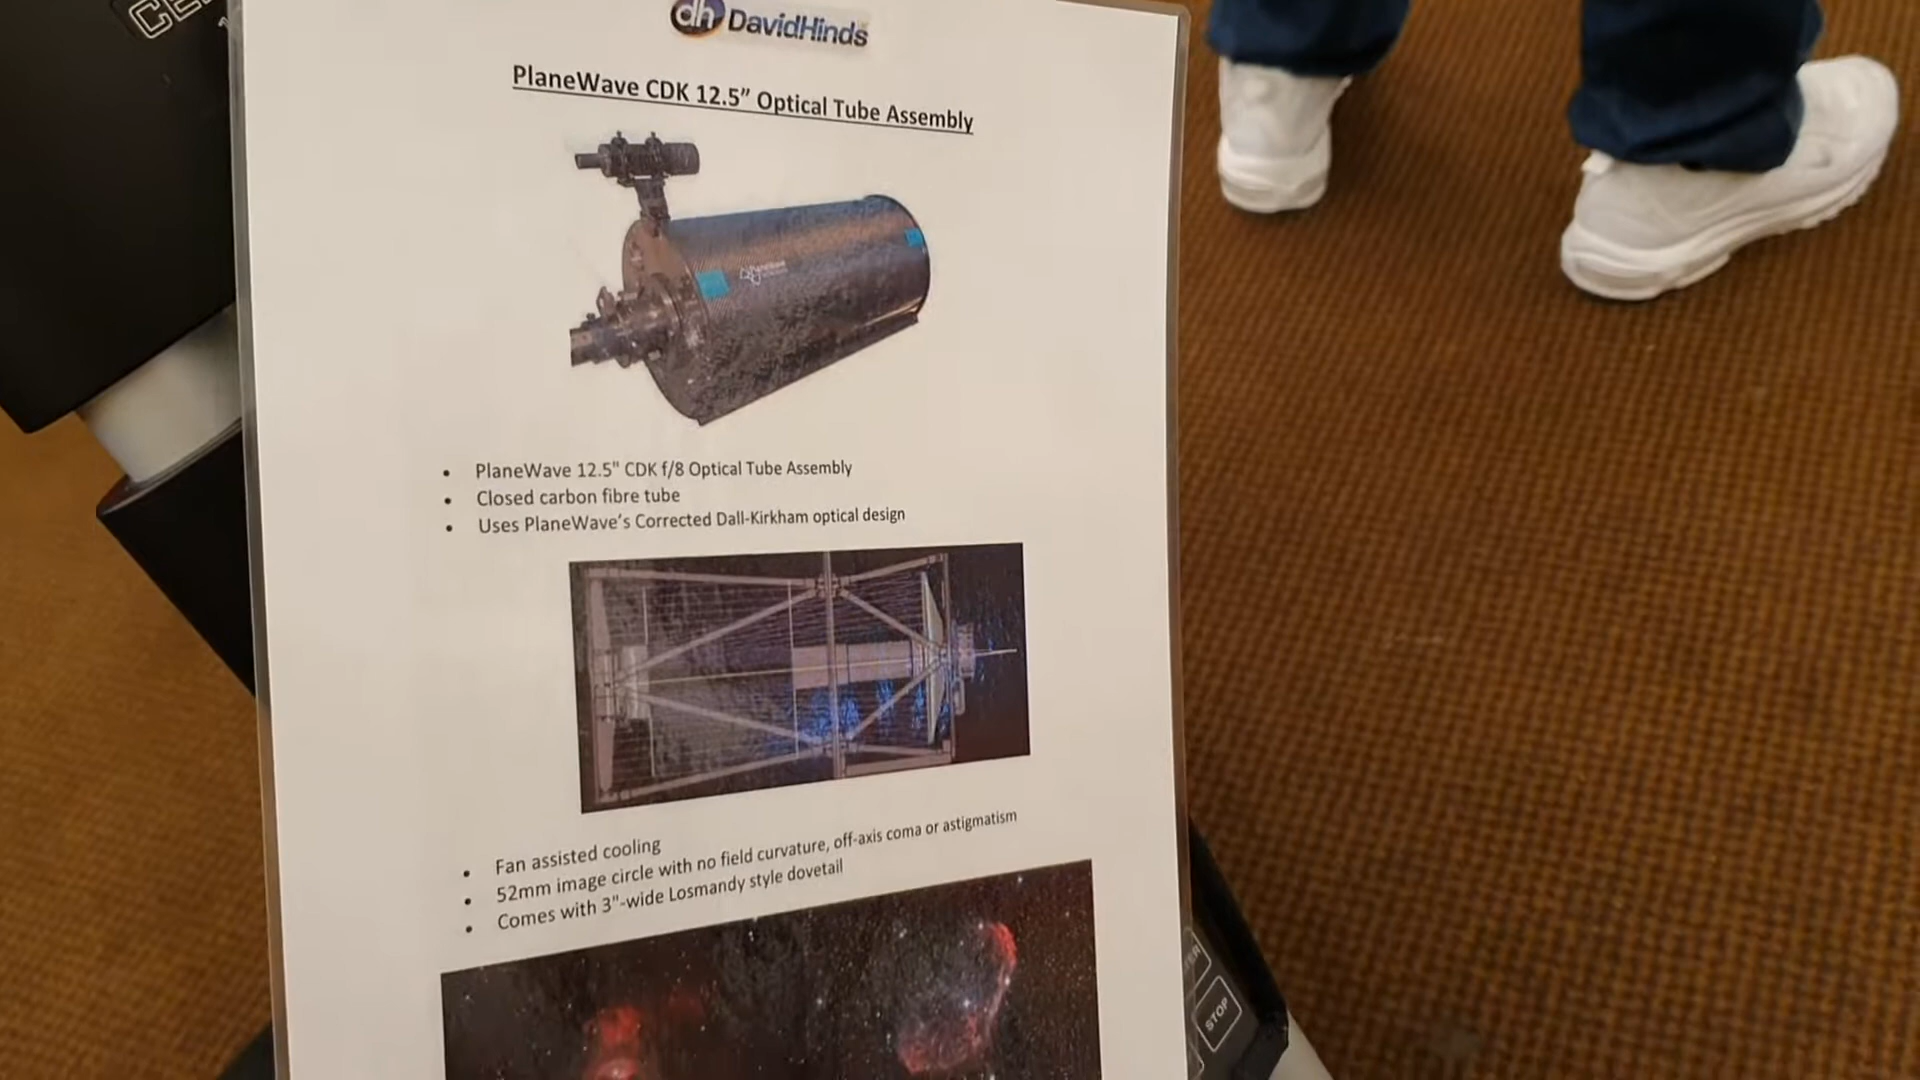 dh DavidHinds
PlaneWave CDK 12.5” Optical Tube Assembly
PlaneWave 12.5" CDK f/8 Optical Tube Assembly
Closed carbon fibre tube
Uses PlaneWave’s Corrected Dall-Kirkham optical design
Fan assisted cooling
52mm image circle with no field curvature, off-axis coma or astigmatism
Comes with 3"-wide Losmandy style dovetail
STOP